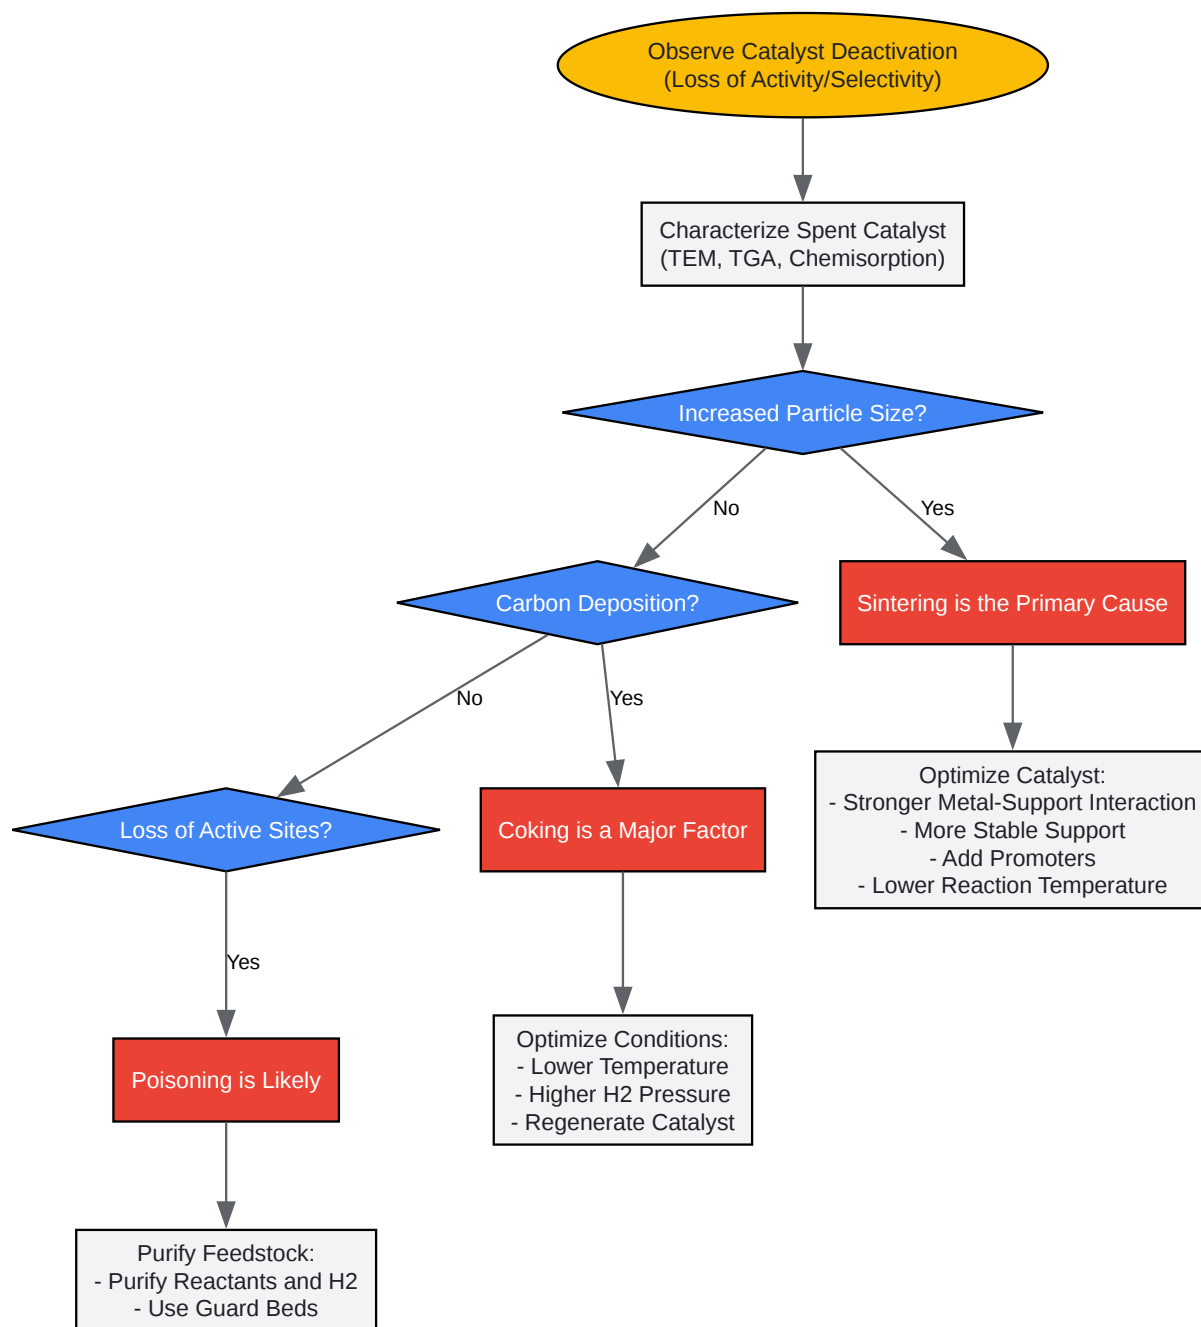 Observe Catalyst Deactivation
(Loss of Activity/Selectivity)
Characterize Spent Catalyst
(TEM, TGA, Chemisorption)
Increased Particle Size?
No
Yes
Carbon Deposition?
Sintering is the Primary Cause
No
Yes
Optimize Catalyst:
- Stronger Metal-Support Interaction
- More Stable Support
- Add Promoters
- Lower Reaction Temperature
Loss of Active Sites?
Coking is a Major Factor
Yes
Optimize Conditions:
- Lower Temperature
- Higher H2 Pressure
- Regenerate Catalyst
Poisoning is Likely
Purify Feedstock:
- Purify Reactants and H2
- Use Guard Beds